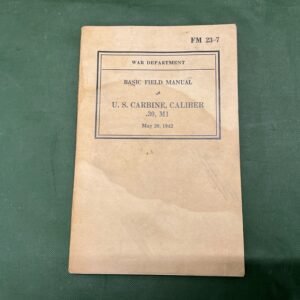 FM 23-7
WAR DEPARTMENT
BASIC FIELD MANUAL
U. S. CARBINE, CALIBER
.30, M1
May 20, 1942